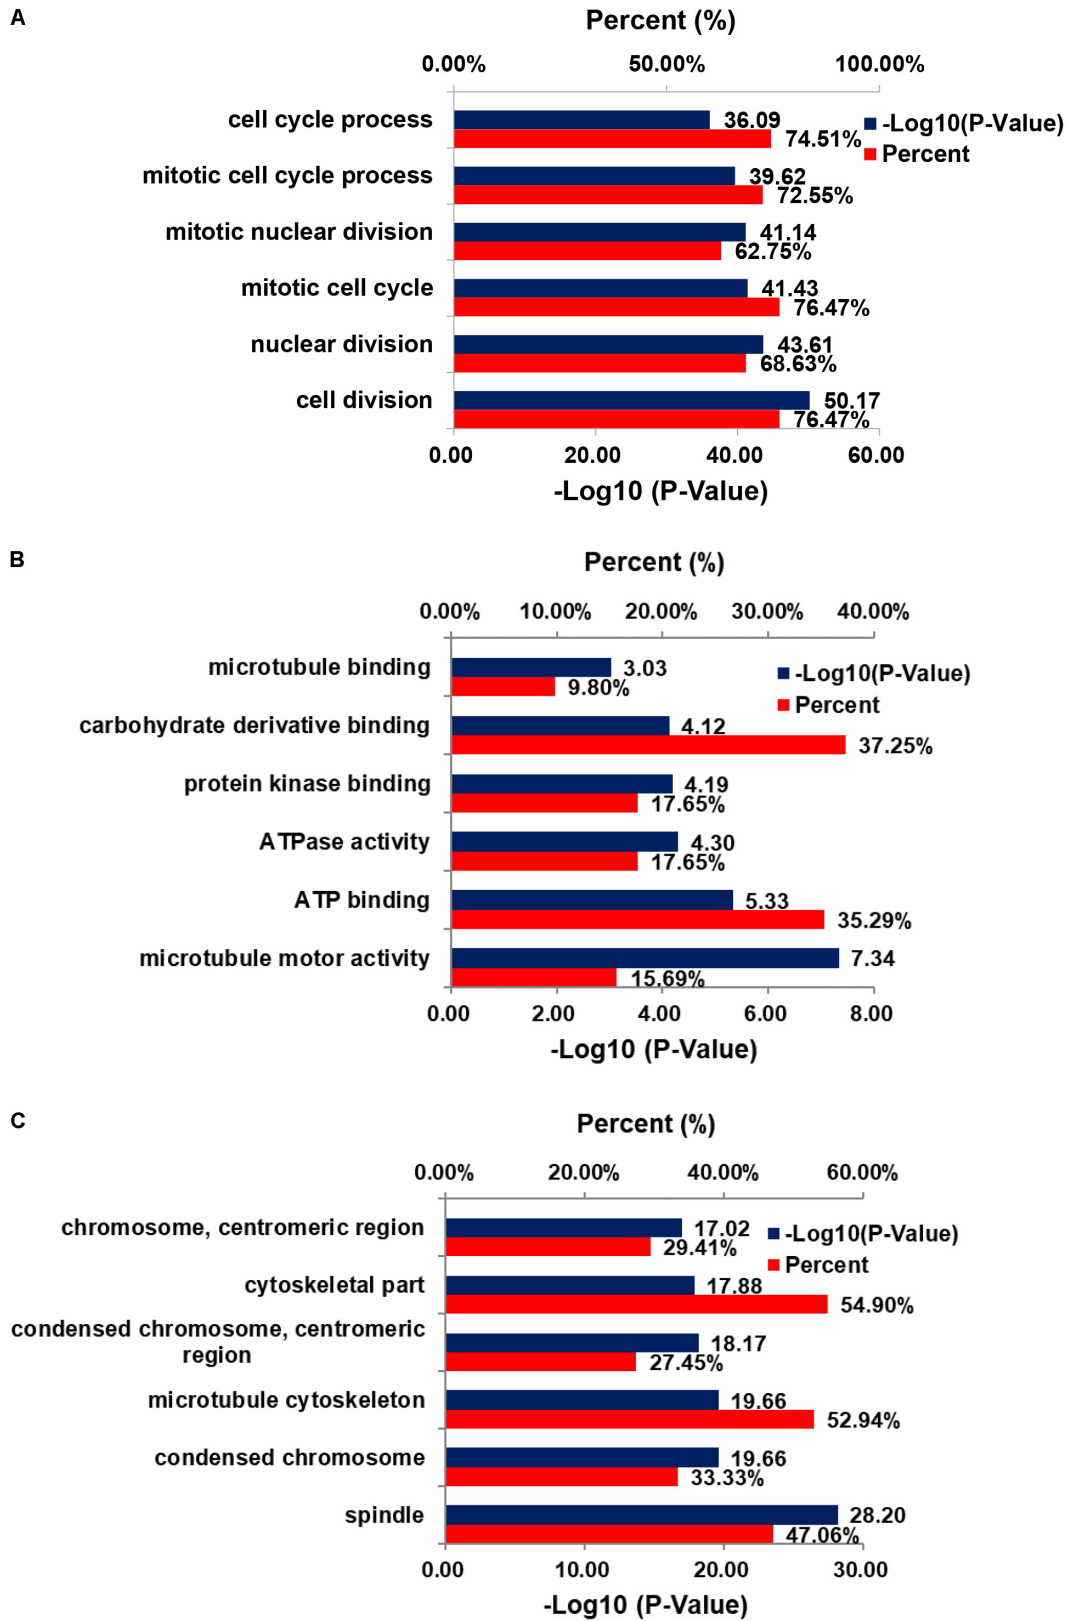 A
Percent (%)
0.00% 50.00% 100.00%
cell cycle process 36.09 -Log10(P-Value)
74.51% Percent
mitotic cell cycle process 39.62
72.55%
mitotic nuclear division 41.14
62.75%
mitotic cell cycle 41.43
76.47%
nuclear division 43.61
68.63%
cell division 50.17
76.47%
0.00 20.00 40.00 60.00
-Log10 (P-Value)
B
Percent (%)
0.00% 10.00% 20.00% 30.00% 40.00%
microtubule binding 3.03 -Log10(P-Value)
9.80% Percent
carbohydrate derivative binding 4.12
37.25%
protein kinase binding 4.19
17.65%
ATPase activity 4.30
17.65%
ATP binding 5.33
35.29%
microtubule motor activity 7.34
15.69%
0.00 2.00 4.00 6.00 8.00
-Log10 (P-Value)
C
Percent (%)
0.00% 20.00% 40.00% 60.00%
chromosome, centromeric region 17.02 -Log10(P-Value)
29.41% Percent
cytoskeletal part 17.88
54.90%
condensed chromosome, centromeric
region 18.17
27.45%
microtubule cytoskeleton 19.66
52.94%
condensed chromosome 19.66
33.33%
spindle 28.20
47.06%
0.00 10.00 20.00 30.00
-Log10 (P-Value)